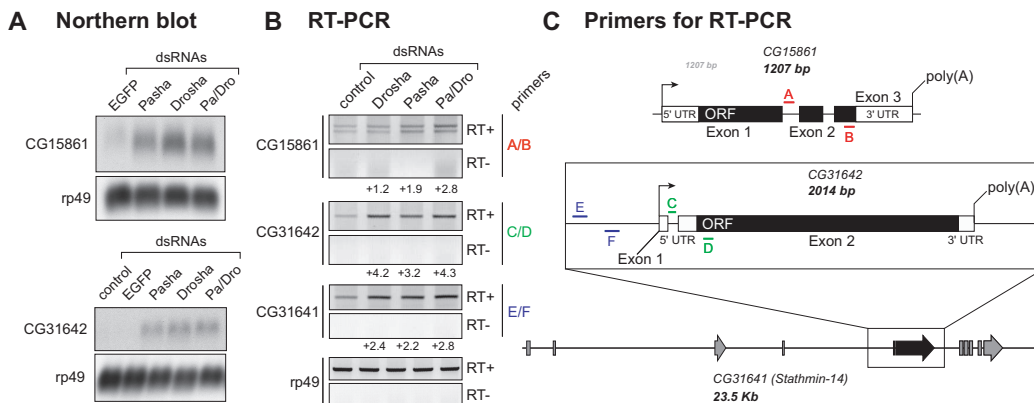 A Northern blot
dsRNAs
EGFP
Pasha
Drosha
Pa/Dro
CG15861
rp49
dsRNAs
control
EGFP
Pasha
Drosha
Pa/Dro
CG31642
rp49
B RT-PCR
dsRNAs
control
Drosha
Pasha
Pa/Dro
primers
CG15861
RT+
RT-
A/B
+1.2 +1.9 +2.8
CG31642
RT+
RT-
C/D
+4.2 +3.2 +4.3
CG31641
RT+
RT-
E/F
+2.4 +2.2 +2.8
rp49
RT+
RT-
C Primers for RT-PCR
CG15861
1207 bp
1207 bp
poly(A)
A
Exon 3
5' UTR
ORF
3' UTR
Exon 1
Exon 2
B
CG31642
2014 bp
poly(A)
E
C
F
ORF
5' UTR
D
Exon 2
3' UTR
Exon 1
CG31641 (Stathmin-14)
23.5 Kb